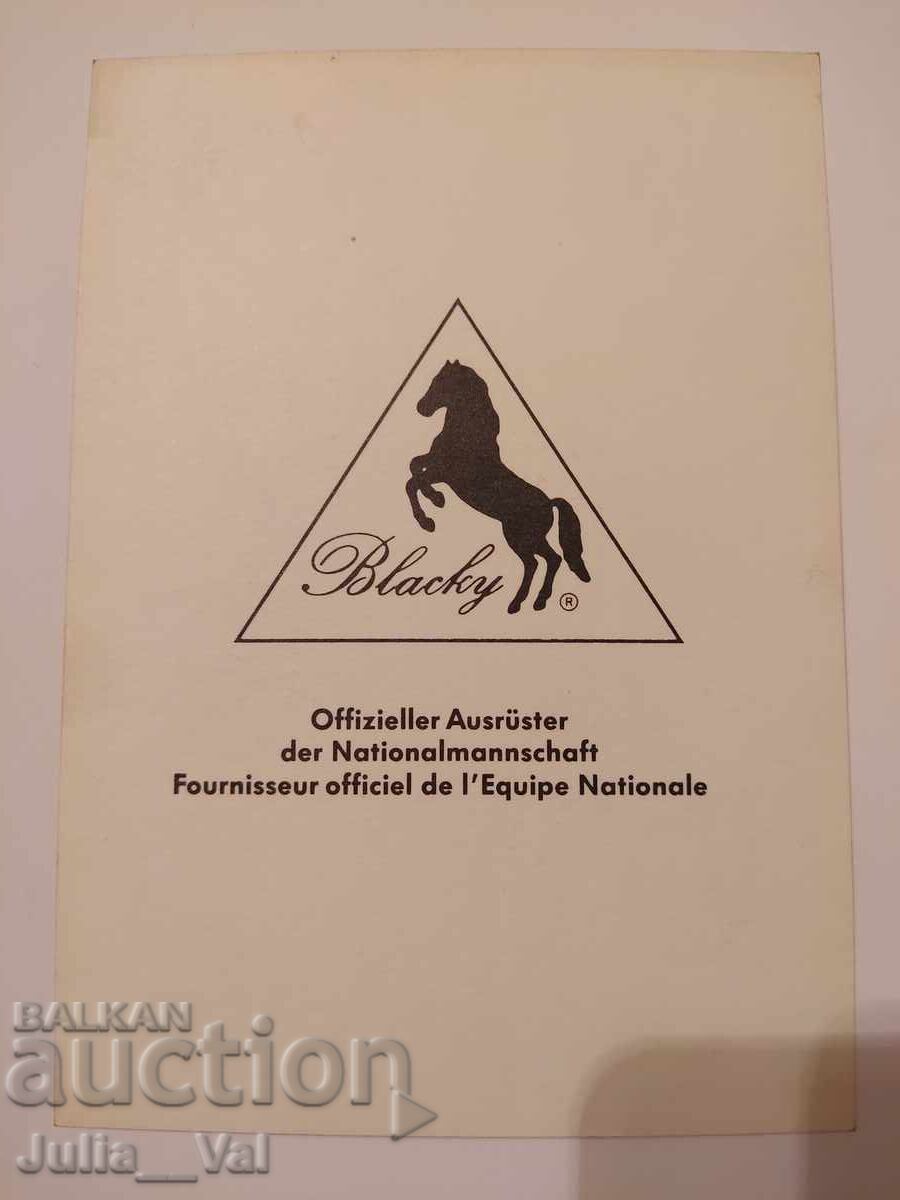 Blacky ®
Offizieller Ausrüster
der Nationalmannschaft
Fournisseur officiel de l'Equipe Nationale
BALKAN
auction
Julia__Val